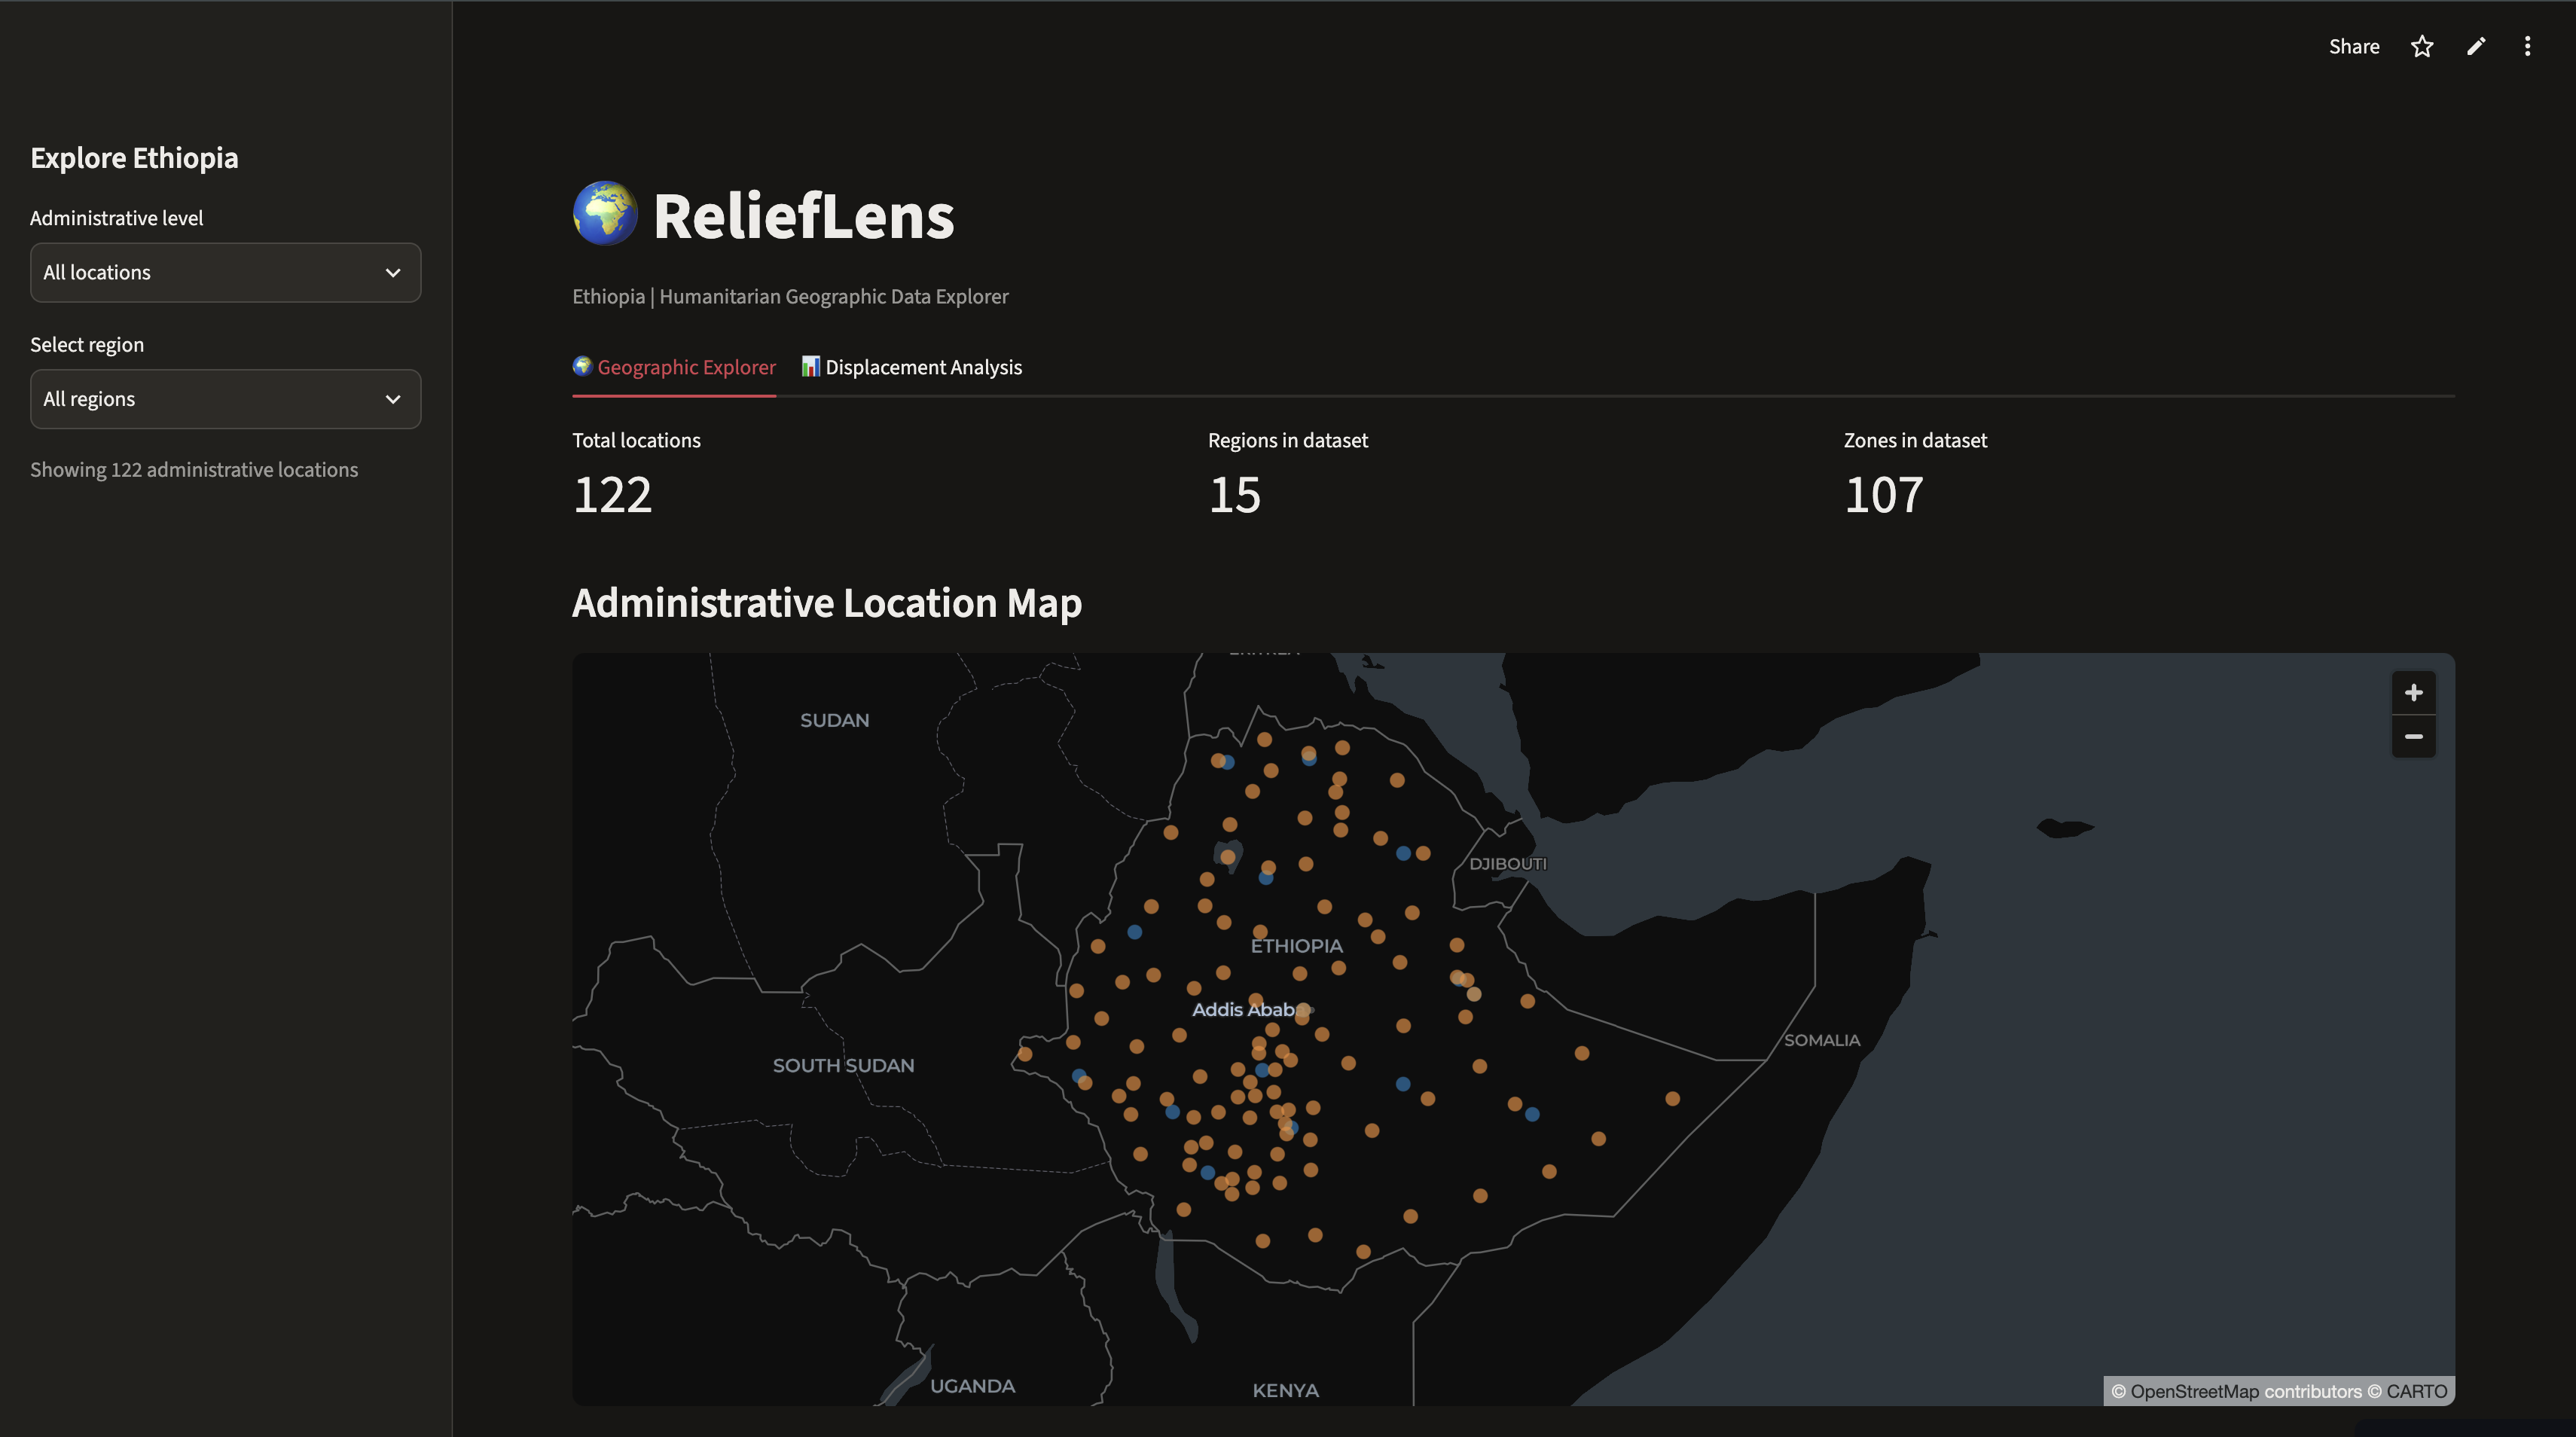 Share
Explore Ethiopia
Administrative level
All locations
Select region
All regions
Showing 122 administrative locations
ReliefLens
Ethiopia | Humanitarian Geographic Data Explorer
Geographic Explorer
Displacement Analysis
Total locations
122
Regions in dataset
15
Zones in dataset
107
Administrative Location Map
SUDAN
DJIBOUTI
ETHIOPIA
SOMALIA
SOUTH SUDAN
UGANDA
KENYA
© OpenStreetMap contributors © CARTO